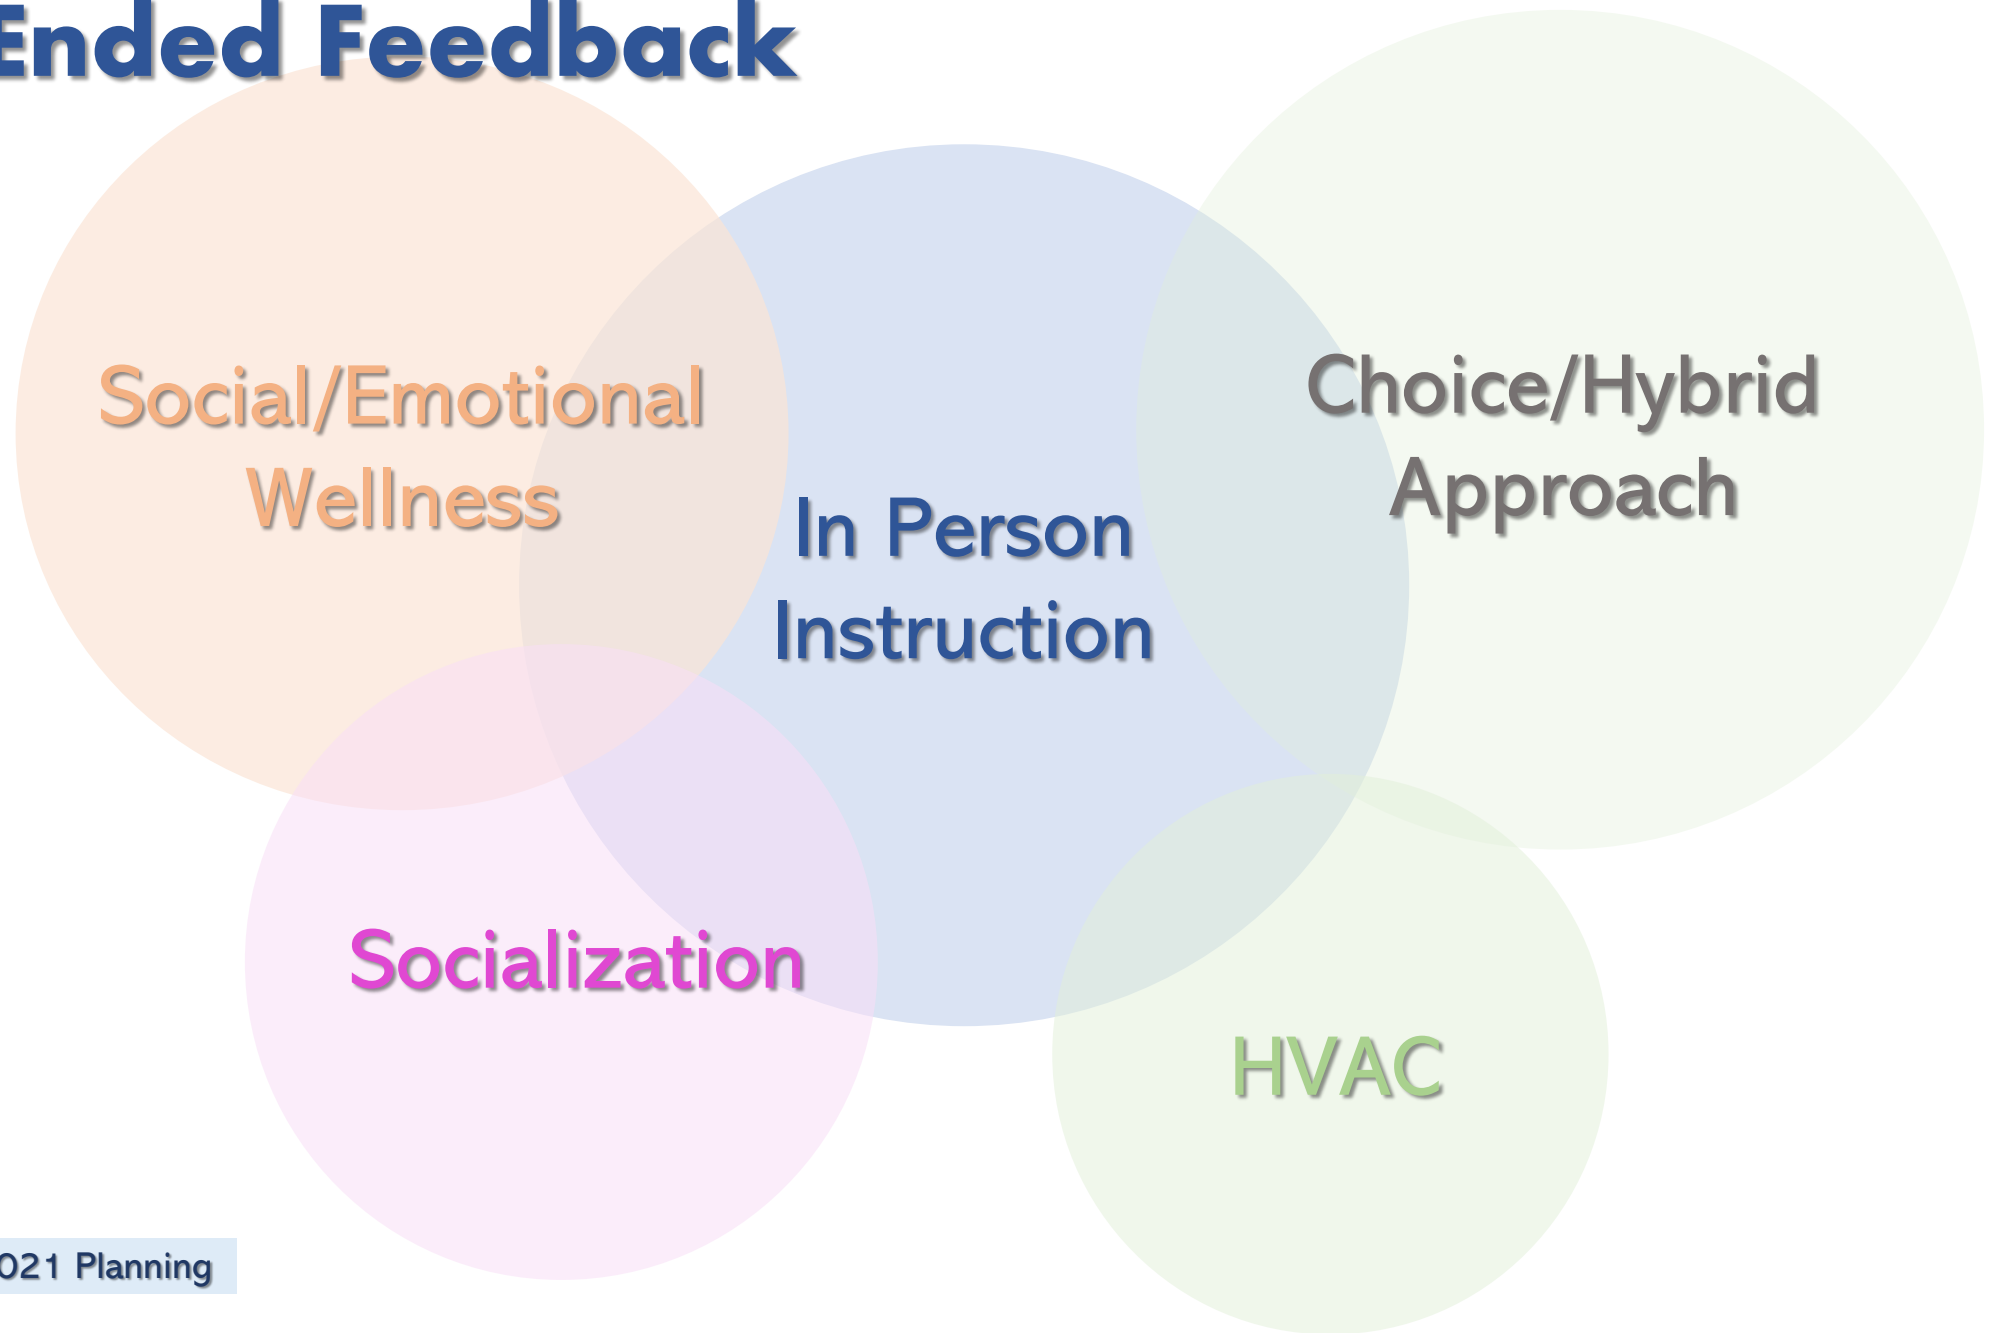 Ended Feedback
Social/Emotional
Wellness
In Person
Instruction
Choice/Hybrid
Approach
Socialization
HVAC
021 Planning